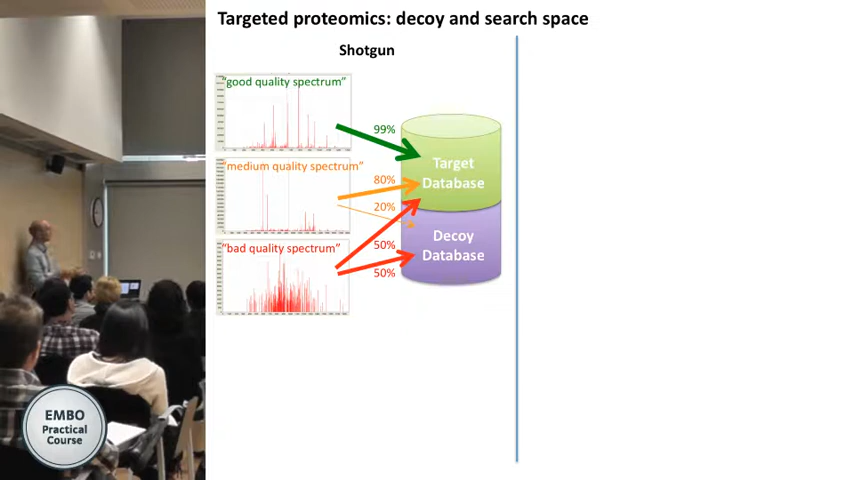 Targeted proteomics: decoy and search space
Shotgun
"good quality spectrum"
99%
"medium quality spectrum"
80%
20%
"bad quality spectrum"
50%
50%
Target
Database
Decoy
Database
EMBO
Practical
Course